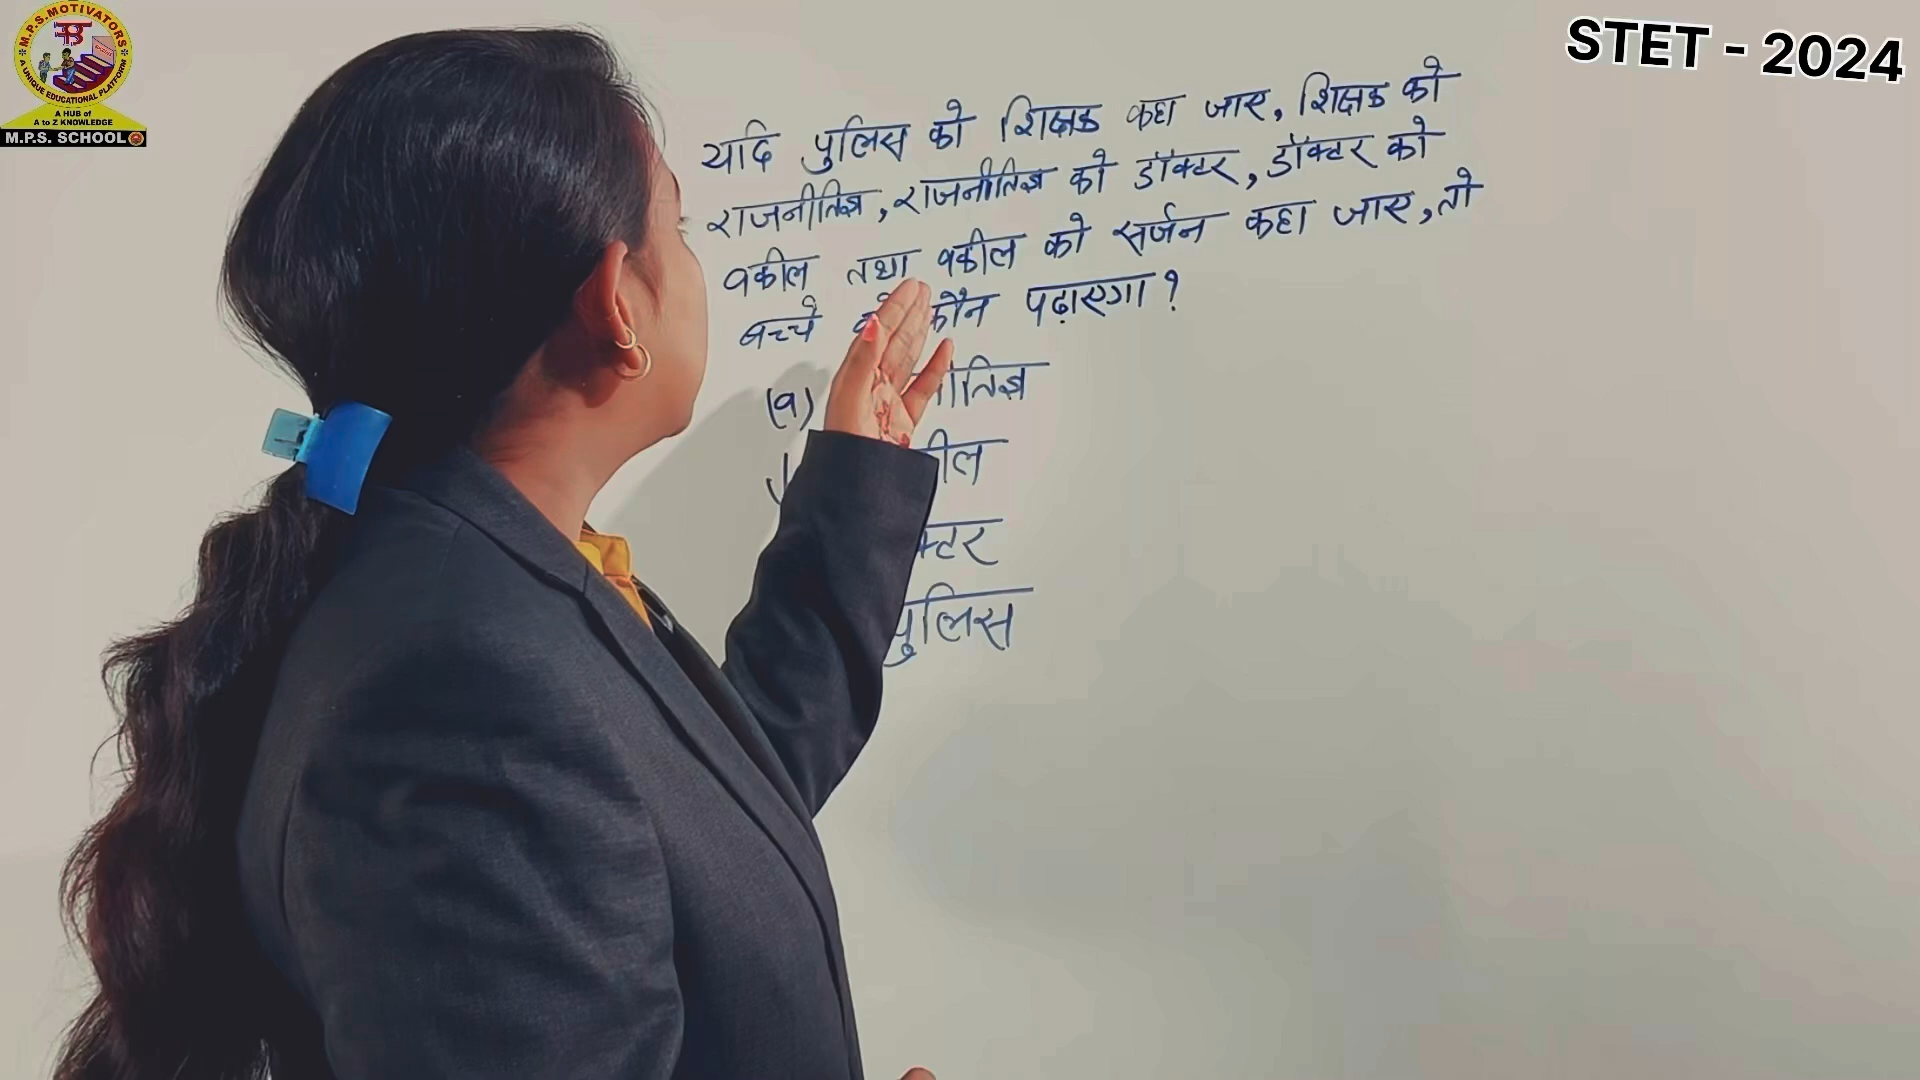 M.P.S.MOTIVATORS
A UNIQUE EDUCATIONAL PLATFORM
A HUB of
A to Z KNOWLEDGE
M.P.S. SCHOOL
STET - 2024
यदि पुलिस को शिक्षक कहा जाए, शिक्षक को
राजनीतिज्ञ, राजनीतिज्ञ को डॉक्टर, डॉक्टर को
वकील तथा वकील को सर्जन कहा जाए, तो
बच्चे कौन पढ़ाएगा?
(a)
पुलिस